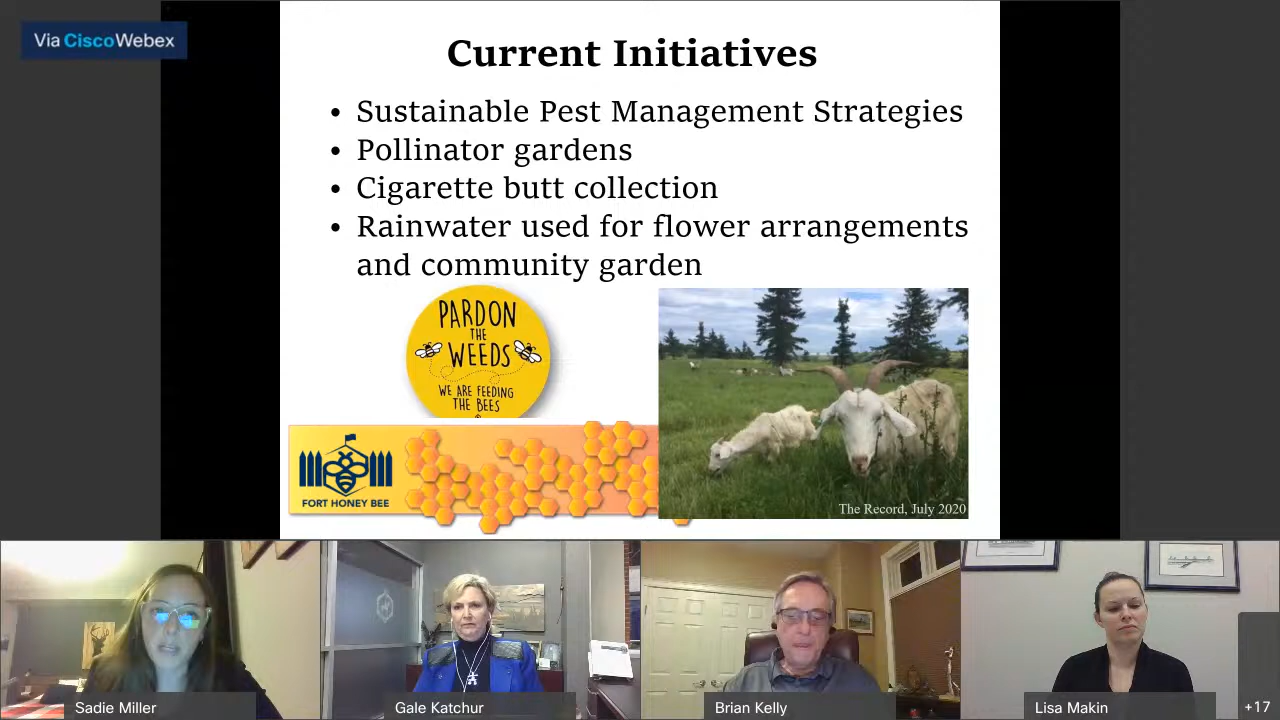 Via Cisco Webex
Current Initiatives
• Sustainable Pest Management Strategies
• Pollinator gardens
• Cigarette butt collection
• Rainwater used for flower arrangements
and community garden
PARDON
THE
WEEDS
WE ARE FEEDING
THE BEES
FORT HONEY BEE
The Record, July 2020
Sadie Miller
Gale Katchur
Brian Kelly
Lisa Makin
+17